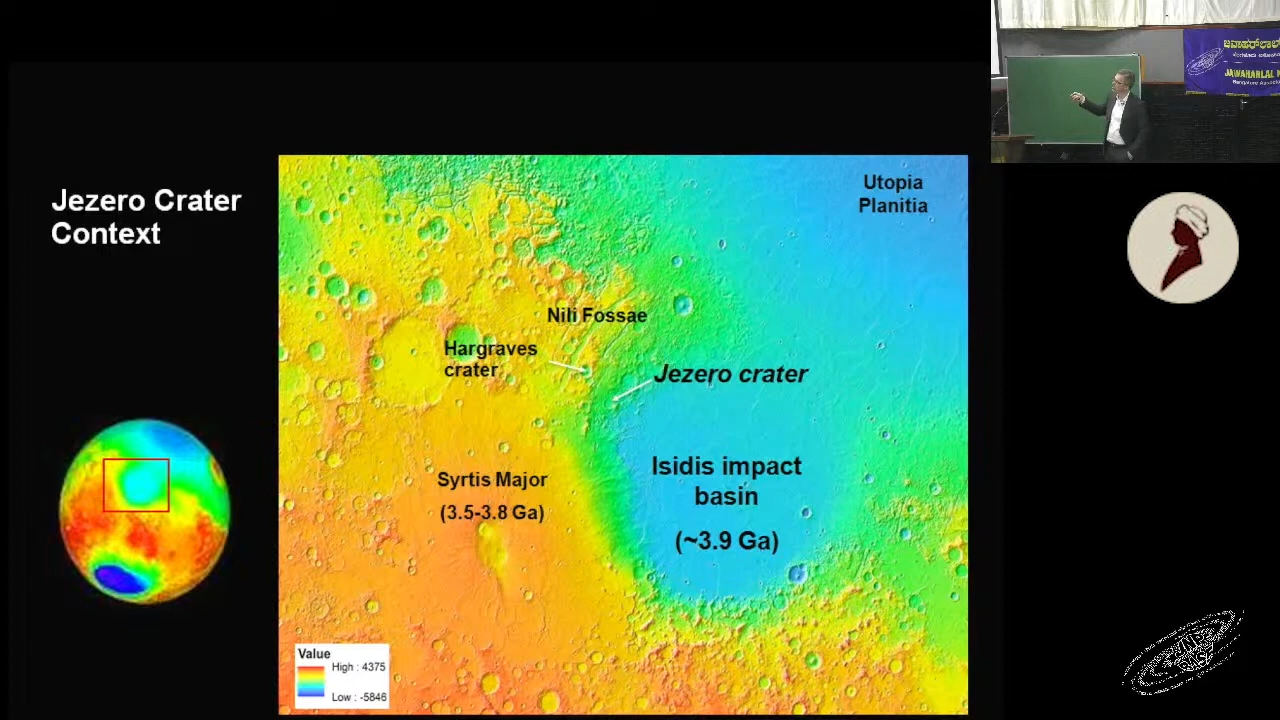 Jezero Crater
Context
Utopia
Planitia
Nili Fossae
Hargraves
crater
Jezero crater
Syrtis Major
(3.5-3.8 Ga)
Isidis impact
basin
(~3.9 Ga)
Value
High : 4375
Low : -5846
JAWAHARLAL